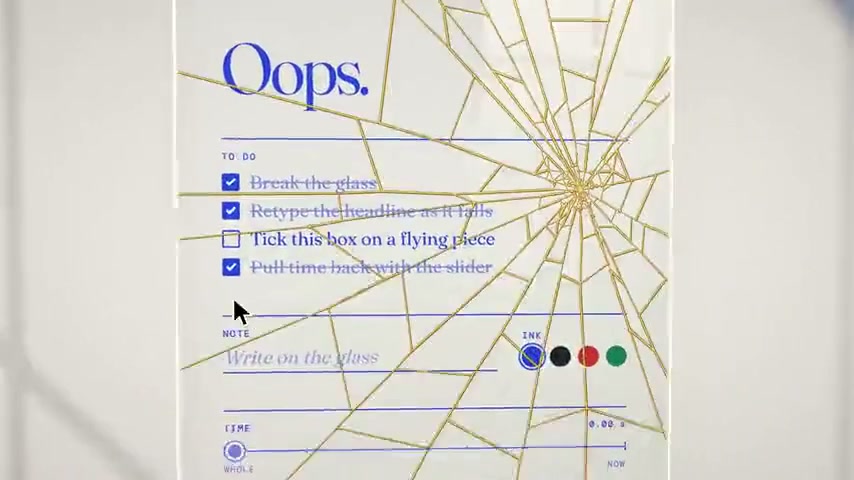 Oops.
TO DO
Break the glass
Retype the headline as it falls
Tick this box on a flying piece
Pull time back with the slider
NOTE
INK
Write on the glass
TIME
0.00 s
WHOLE
NOW